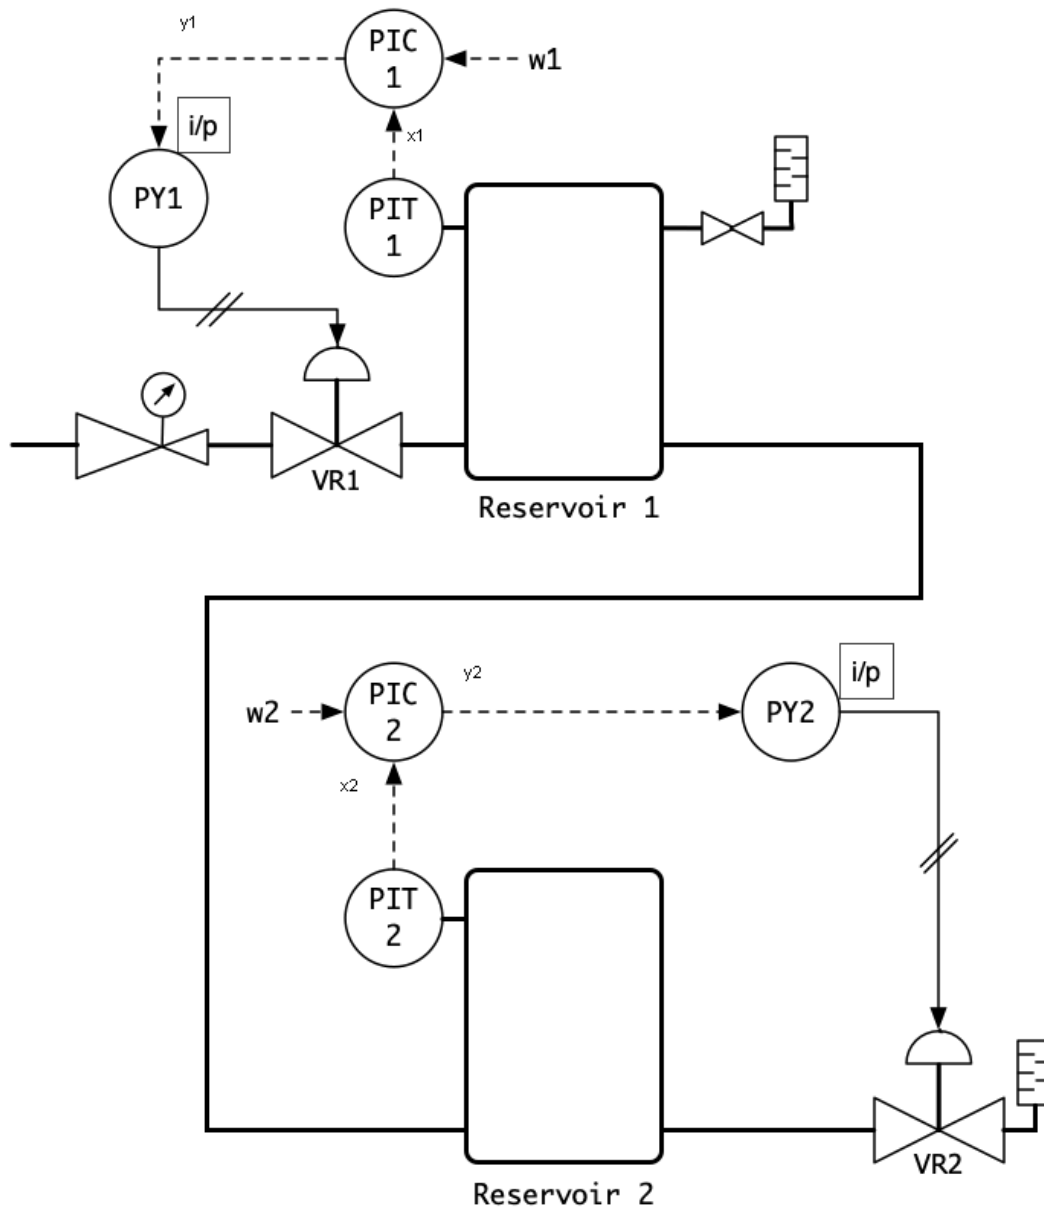 y1
PIC
1
w1
i/p
x1
PY1
PIT
1
VR1
Reservoir 1
w2
PIC
2
y2
i/p
PY2
x2
PIT
2
VR2
Reservoir 2